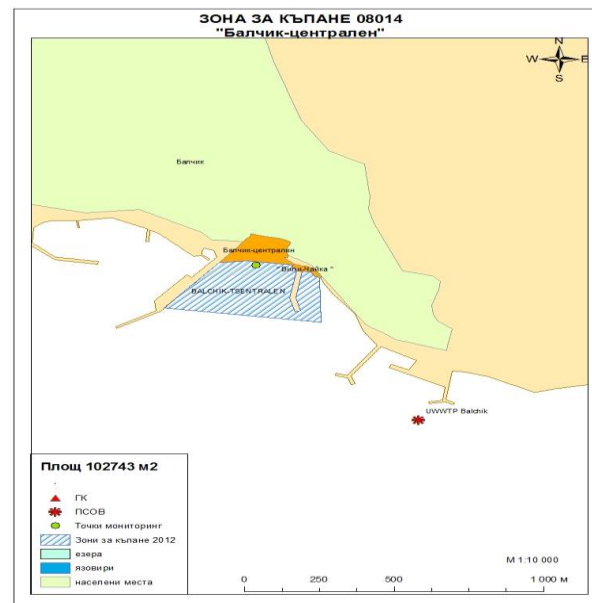 ЗОНА ЗА КЪПАНЕ 08014
"Балчик-централен"
N
W E
S
Балчик
Балчик-централен
" Вили Чайка "
BALCHIK-TSENTRALEN
UWWTP Balchik
Площ 102743 м2
ГК
ПСОВ
Точки мониторинг
Зони за къпане 2012
езера
язовири
населени места
М 1:10 000
0 250 500 1 000 м